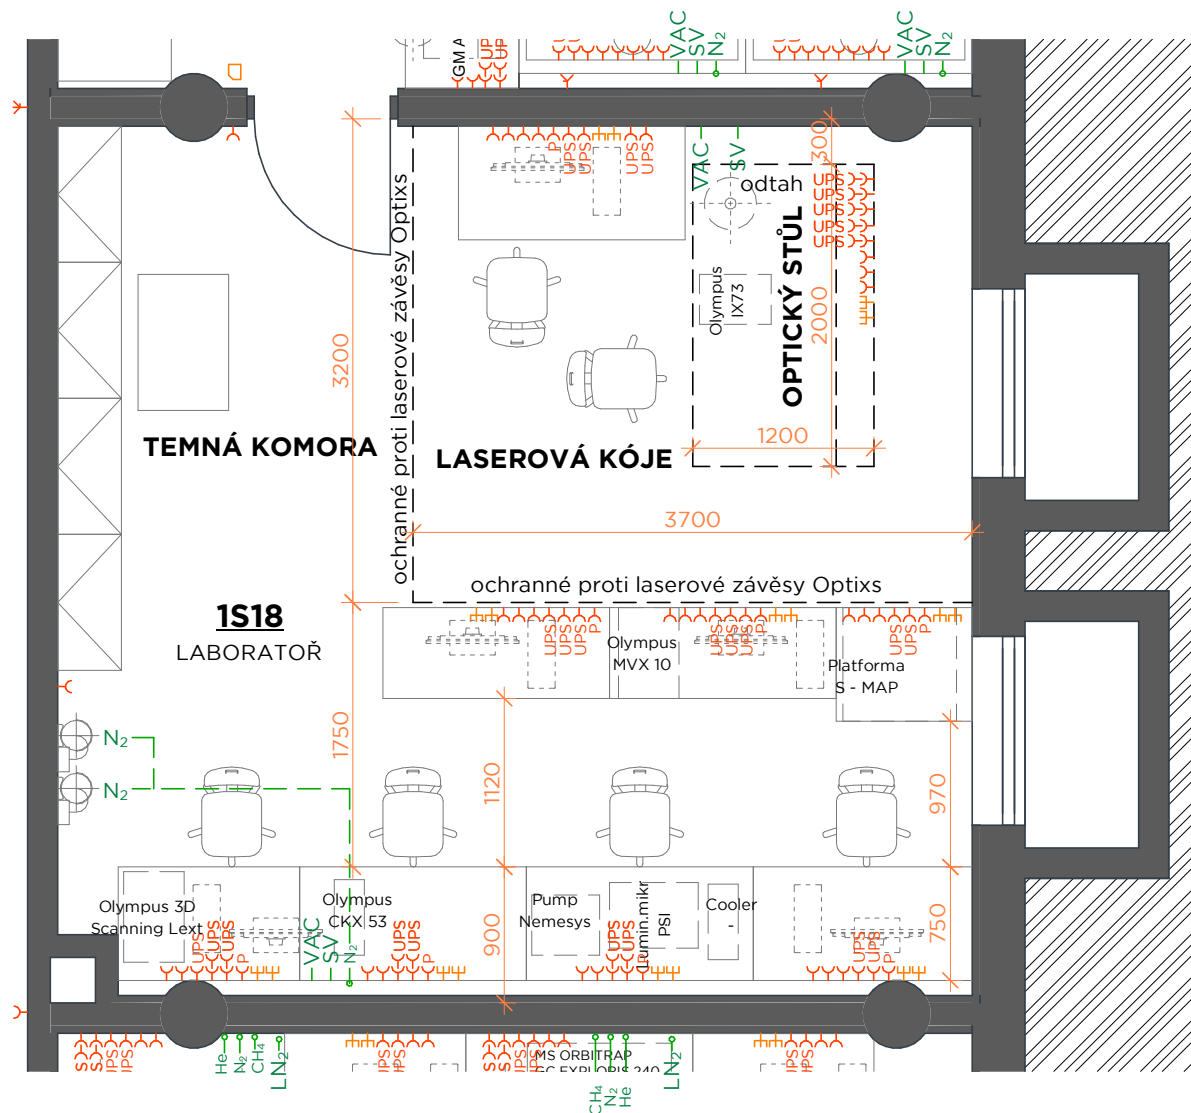 VAC
SV
N₂
VAC
SV
N₂
GM A
UPS
UPS
P
UPS
UPS
UPS
UPS
VAC
SV
300
odtah
UPS
UPS
UPS
UPS
UPS
OPTICKÝ STŮL
2000
Olympus
IX73
1200
ochranné proti laserové závěsy Optixs
3200
TEMNÁ KOMORA
LASEROVÁ KÓJE
3700
ochranné proti laserové závěsy Optixs
1S18
LABORATOŘ
UPS
UPS
UPS
P
Olympus
MVX 10
UPS
UPS
UPS
P
UPS
UPS
P
Platforma
S - MAP
N₂
N₂
1750
1120
970
Olympus 3D
Scanning Lext
UPS
UPS
UPS
P
VAC
SV
N₂
Olympus
CKX 53
UPS
UPS
P
900
Pump
Nemesys
Lumin.mikr
PSI
UPS
UPS
P
Cooler
-
UPS
UPS
P
750
He
N₂
CH₄
LN₂
MS ORBITRAP
GC EXPLORIS 240
CH₄
N₂
He
LN₂